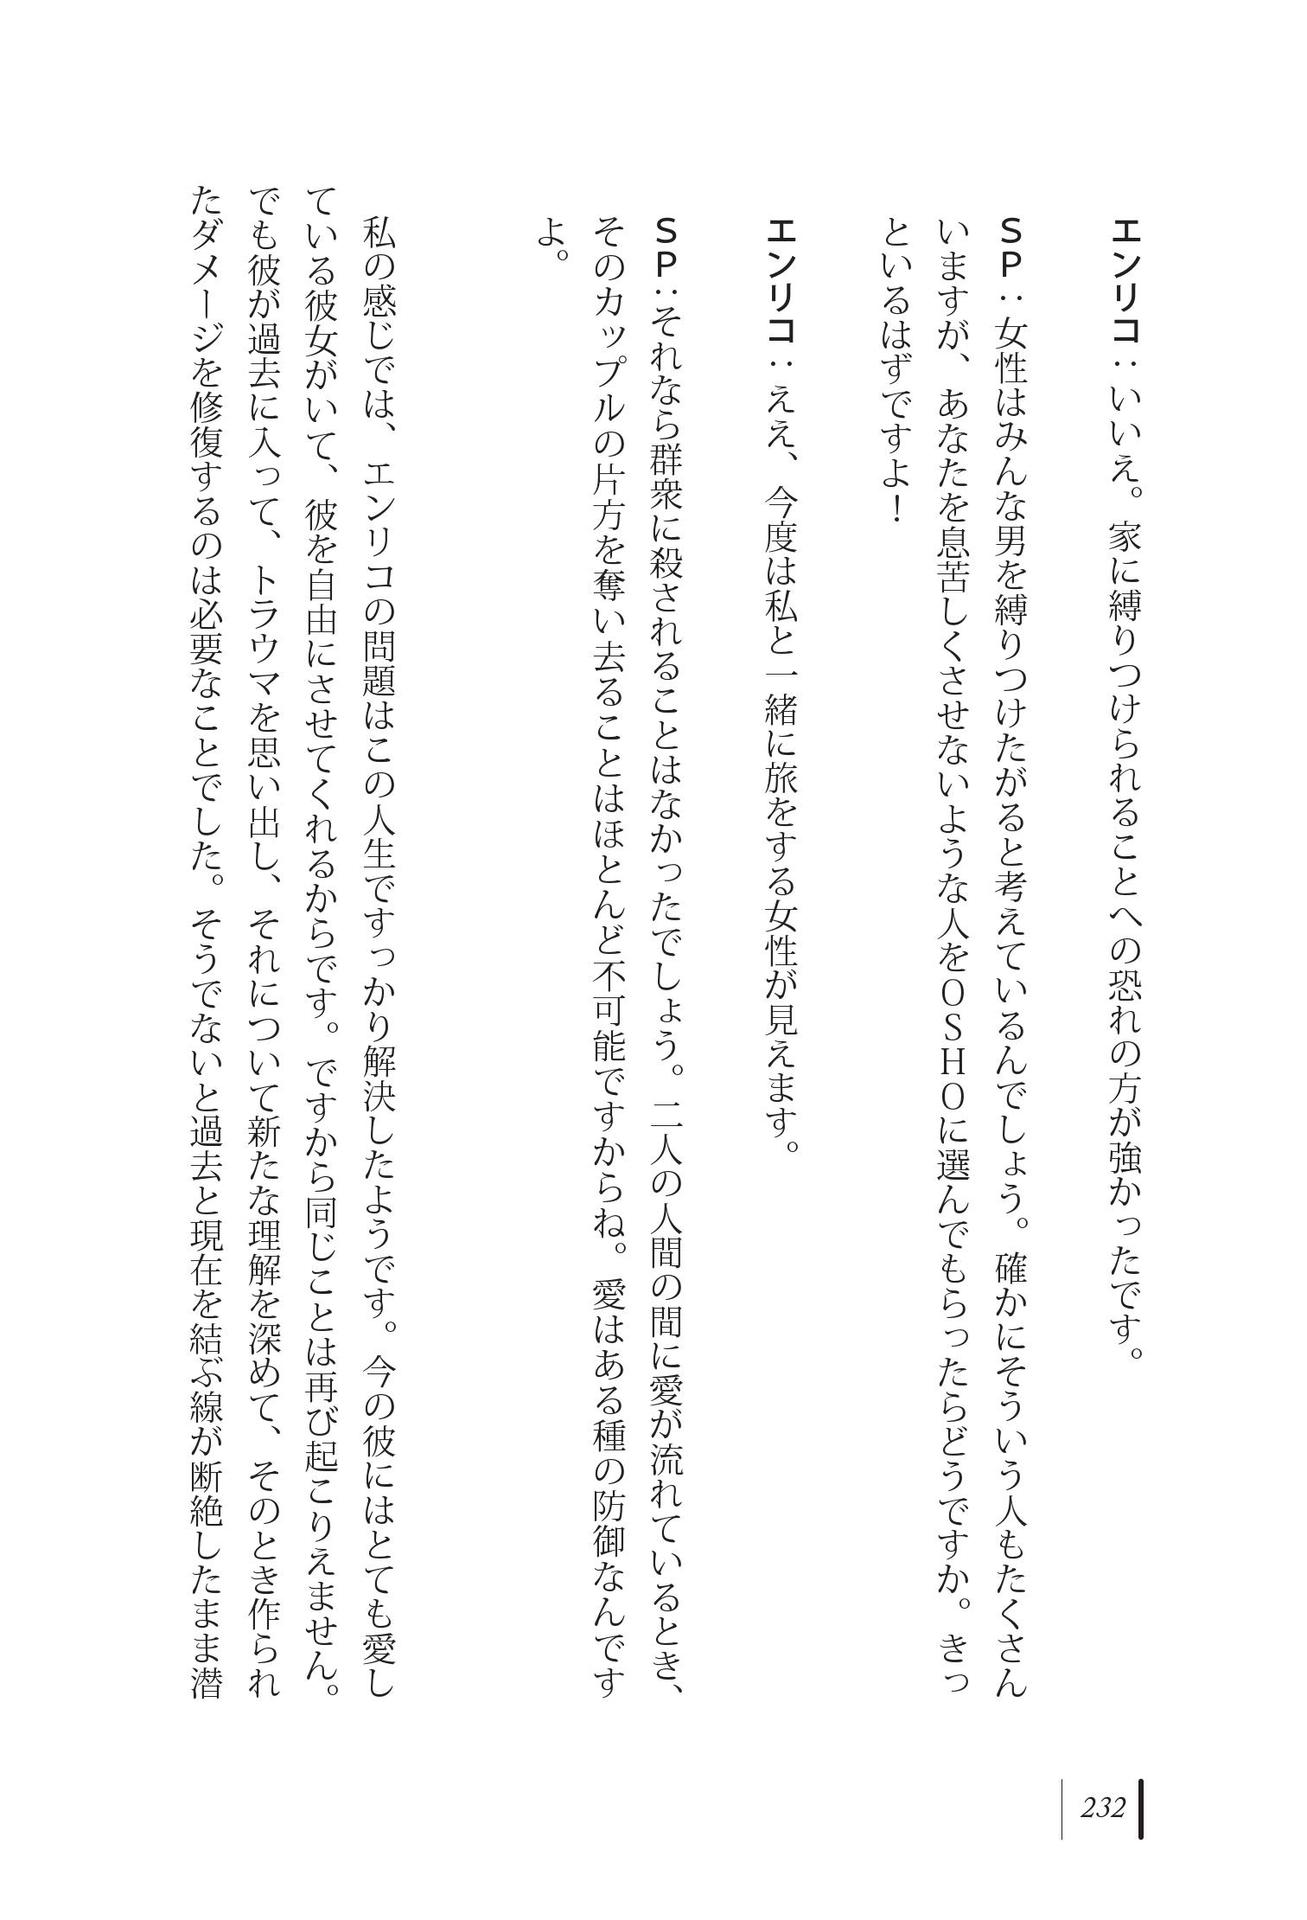 エンリコ：いいえ。家に縛りつけられることへの恐れの方が強かったです。
ＳＰ：女性はみんな男を縛りつけたがると考えているんでしょう。確かにそういう人もたくさん
いますが、あなたを息苦しくさせないような人をＯＳＨＯに選んでもらったらどうですか。きっ
といるはずですよ！
エンリコ：ええ、今度は私と一緒に旅をする女性が見えます。
ＳＰ：それなら群衆に殺されることはなかったでしょう。二人の人間の間に愛が流れているとき、
そのカップルの片方を奪い去ることはほとんど不可能ですからね。愛はある種の防御なんです
よ。
私の感じでは、エンリコの問題はこの人生ですっかり解決したようです。今の彼にはとても愛し
ている彼女がいて、彼を自由にさせてくれるからです。ですから同じことは再び起こりえません。
でも彼が過去に入って、トラウマを思い出し、それについて新たな理解を深めて、そのとき作られ
たダメージを修復するのは必要なことでした。そうでないと過去と現在を結ぶ線が断絶したまま潜
232